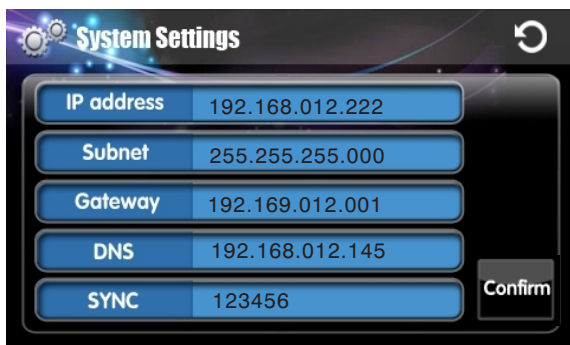 System Settings
IP address 192.168.012.222
Subnet 255.255.255.000
Gateway 192.169.012.001
DNS 192.168.012.145
SYNC 123456
Confirm